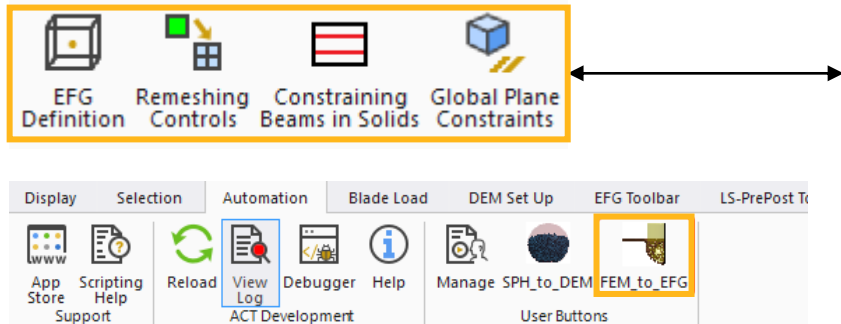 EFG Remeshing Constraining Global Plane
Definition Controls Beams in Solids Constraints
Display Selection Automation Blade Load DEM Set Up EFG Toolbar LS-PrePost To
www
App Scripting Reload View Debugger Help Manage SPH_to_DEM FEM_to_EFG
Store Help Log
Support ACT Development User Buttons